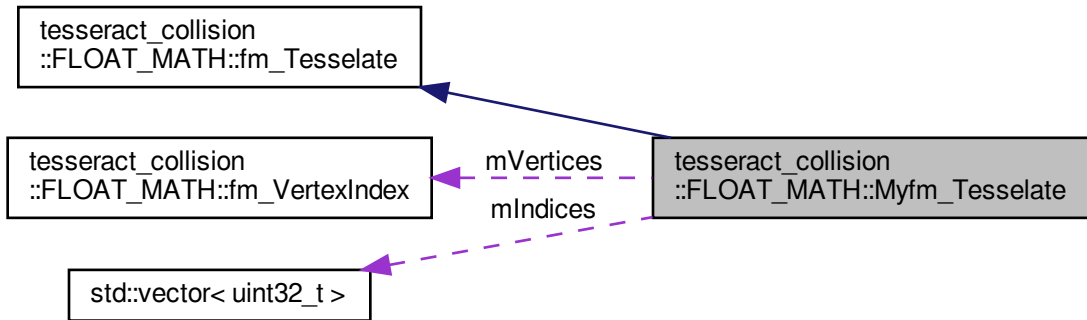 tesseract_collision
::FLOAT_MATH::fm_Tesselate
tesseract_collision
::FLOAT_MATH::fm_VertexIndex
mVertices
tesseract_collision
::FLOAT_MATH::Myfm_Tesselate
mIndices
std::vector< uint32_t >